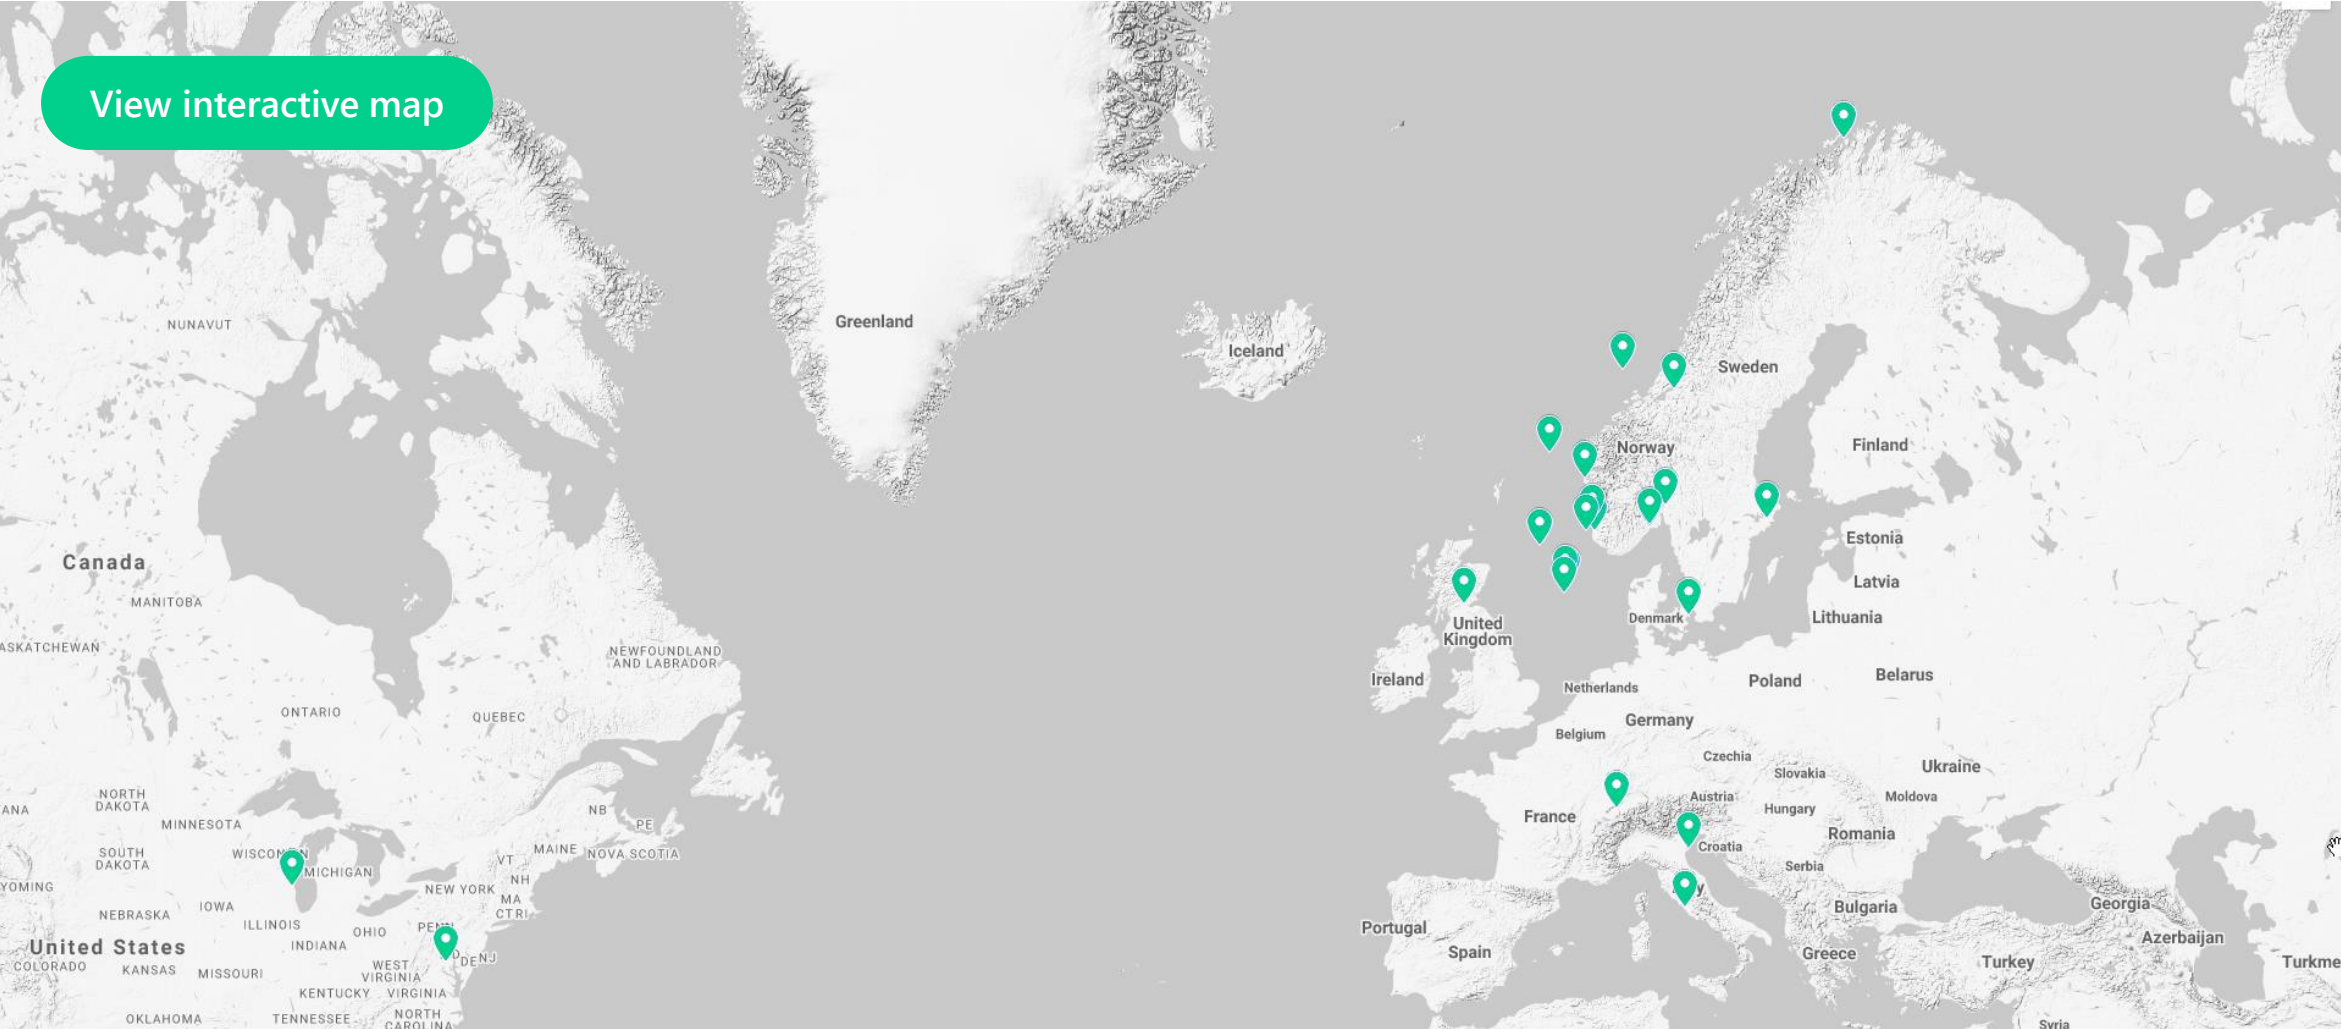 View interactive map
NUNAVUT
Greenland
Iceland
Sweden
Norway
Finland
Canada
Estonia
MANITOBA
Latvia
Denmark
Lithuania
United
Kingdom
ASKATCHEWAN
NEWFOUNDLAND
AND LABRADOR
Ireland
Netherlands
Poland
Belarus
ONTARIO
QUEBEC
Germany
Belgium
Czechia
Slovakia
Ukraine
NORTH
DAKOTA
ANA
NB
Austria
Hungary
Moldova
MINNESOTA
PE
France
Romania
SOUTH
DAKOTA
WISCON N
MICHIGAN
VT
MAINE
NOVA SCOTIA
Croatia
Serbia
YOMING
NEW YORK
NH
MA
CT RI
NEBRASKA
IOWA
ILLINOIS
OHIO
PENN
Portugal
Bulgaria
Georgia
United States
INDIANA
Spain
Greece
Azerbaijan
COLORADO
KANSAS
MISSOURI
WEST
VIRGINIA
D
DE
NJ
y
Turkey
Turkme
KENTUCKY
VIRGINIA
OKLAHOMA
TENNESSEE
NORTH
CAROLINA
Syria